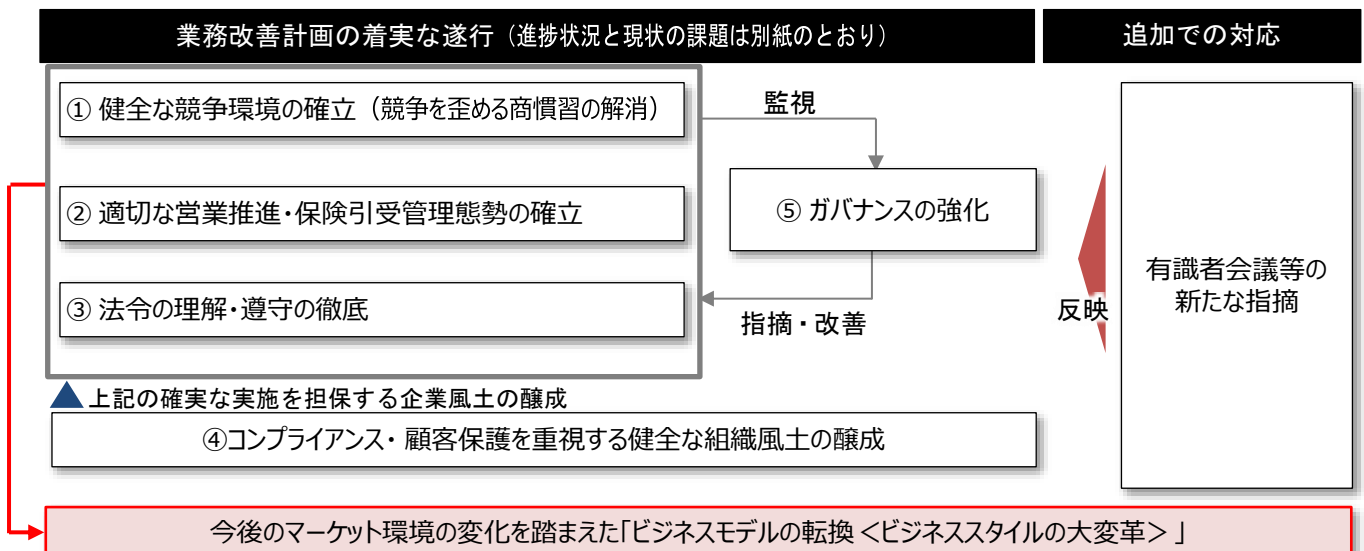 業務改善計画の着実な遂行（進捗状況と現状の課題は別紙のとおり）
追加での対応
① 健全な競争環境の確立（競争を歪める商慣習の解消）
監視
② 適切な営業推進・保険引受管理態勢の確立
⑤ ガバナンスの強化
③ 法令の理解・遵守の徹底
指摘・改善
反映
有識者会議等の
新たな指摘
上記の確実な実施を担保する企業風土の醸成
④コンプライアンス・顧客保護を重視する健全な組織風土の醸成
今後のマーケット環境の変化を踏まえた「ビジネスモデルの転換＜ビジネススタイルの大変革＞」